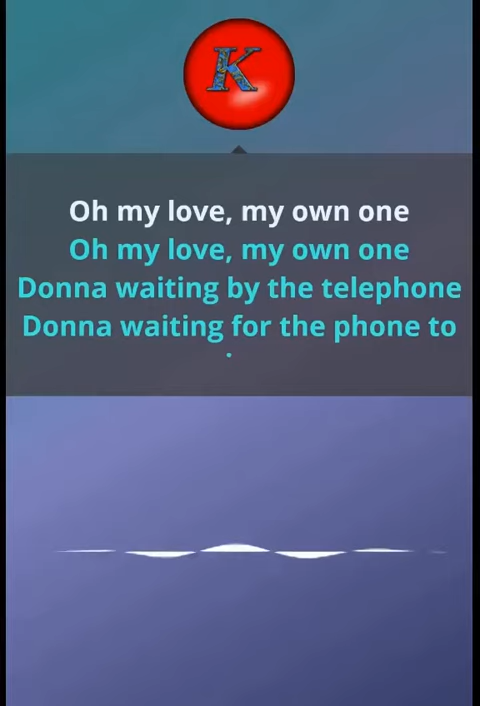 K
Oh my love, my own one
Oh my love, my own one
Donna waiting by the telephone
Donna waiting for the phone to